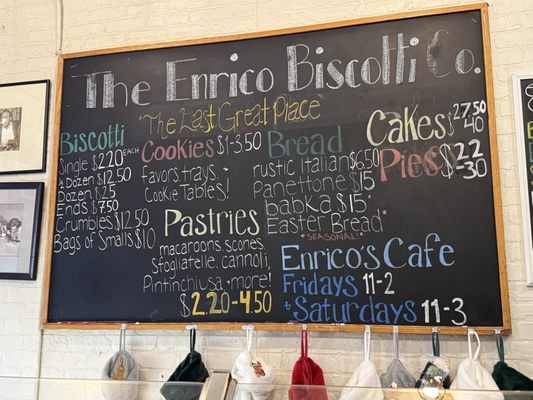 The Enrico Biscotti Co.
"The Last Great Place"
Biscotti
Single $2.20 EACH
½ Dozen $12.50
Dozen $25
Ends $7.50
Crumbles $12.50
Bags of Smalls $10
Cookies $1-3.50
favors. trays. +
Cookie Tables!
Pastries
macaroons. scones.
sfogliatelle. cannoli.
Pintinchiusa. + more!
$2.20-4.50
Bread
rustic Italian $6.50
Panettone $15
babka $15
Easter Bread
*SEASONAL!*
Cakes $27.50-40
Pies $22-30
Enrico's Cafe
Fridays 11-2
+ Saturdays 11-3